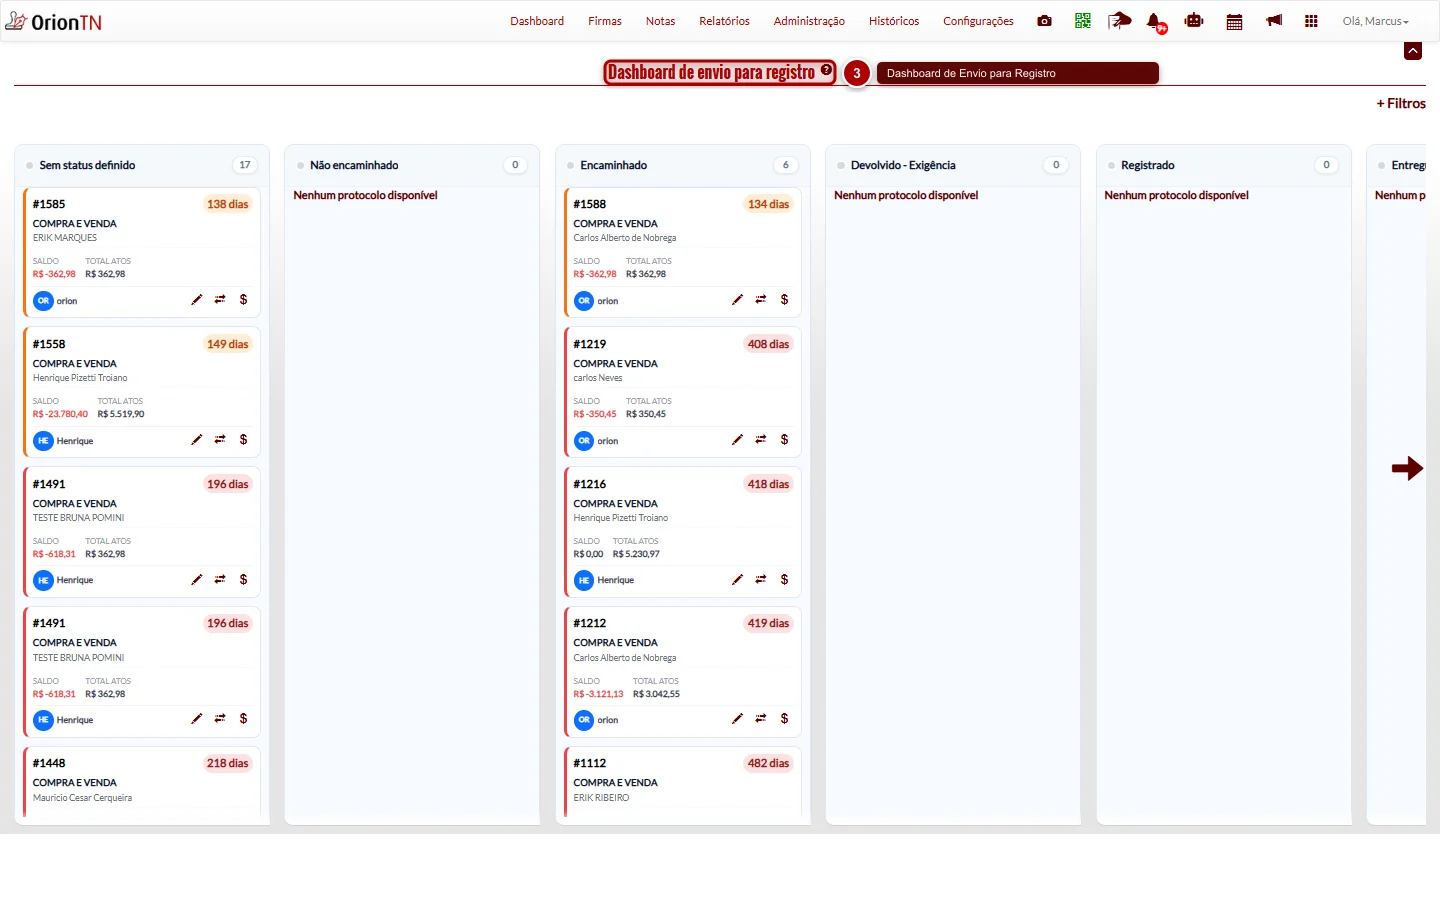 OrionTN
Dashboard Firmas Notas Relatórios Administração Históricos Configurações 9+ Olá, Marcus
Dashboard de envio para registro ? 3 Dashboard de Envio para Registro
+ Filtros
Sem status definido 17
#1585 138 dias
COMPRA E VENDA
ERIK MARQUES
SALDO TOTAL ATOS
R$ -362,98 R$ 362,98
OR orion $
#1558 149 dias
COMPRA E VENDA
Henrique Pizetti Troiano
SALDO TOTAL ATOS
R$ -23.780,40 R$ 5.519,90
HE Henrique $
#1491 196 dias
COMPRA E VENDA
TESTE BRUNA POMINI
SALDO TOTAL ATOS
R$ -618,31 R$ 362,98
HE Henrique $
#1491 196 dias
COMPRA E VENDA
TESTE BRUNA POMINI
SALDO TOTAL ATOS
R$ -618,31 R$ 362,98
HE Henrique $
#1448 218 dias
COMPRA E VENDA
Mauricio Cesar Cerqueira
Não encaminhado 0
Nenhum protocolo disponível
Encaminhado 6
#1588 134 dias
COMPRA E VENDA
Carlos Alberto de Nobrega
SALDO TOTAL ATOS
R$ -362,98 R$ 362,98
OR orion $
#1219 408 dias
COMPRA E VENDA
carlos Neves
SALDO TOTAL ATOS
R$ -350,45 R$ 350,45
OR orion $
#1216 418 dias
COMPRA E VENDA
Henrique Pizetti Troiano
SALDO TOTAL ATOS
R$ 0,00 R$ 5.230,97
HE Henrique $
#1212 419 dias
COMPRA E VENDA
Carlos Alberto de Nobrega
SALDO TOTAL ATOS
R$ -3.121,13 R$ 3.042,55
OR orion $
#1112 482 dias
COMPRA E VENDA
ERIK RIBEIRO
Devolvido - Exigência 0
Nenhum protocolo disponível
Registrado 0
Nenhum protocolo disponível
Entreg
Nenhum p